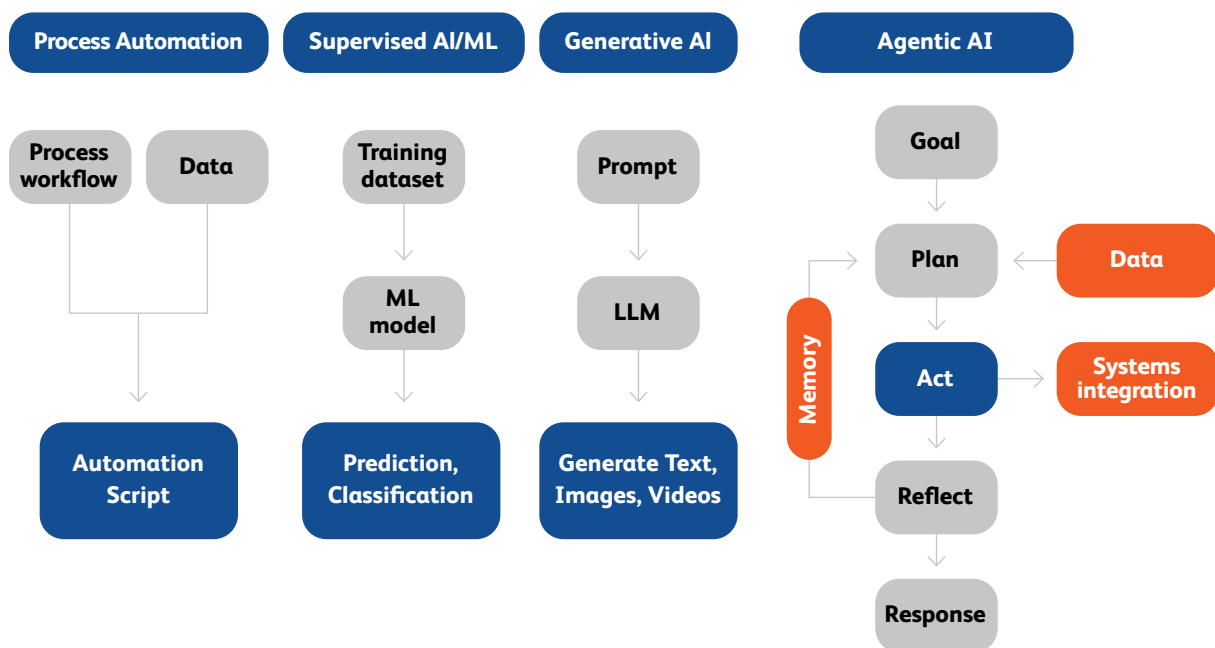 Process Automation
Supervised AI/ML
Generative AI
Agentic AI
Process
workflow
Data
Automation
Script
Training
dataset
ML
model
Prediction,
Classification
Prompt
LLM
Generate Text,
Images, Videos
Goal
Plan
Data
Act
Systems
integration
Memory
Reflect
Response